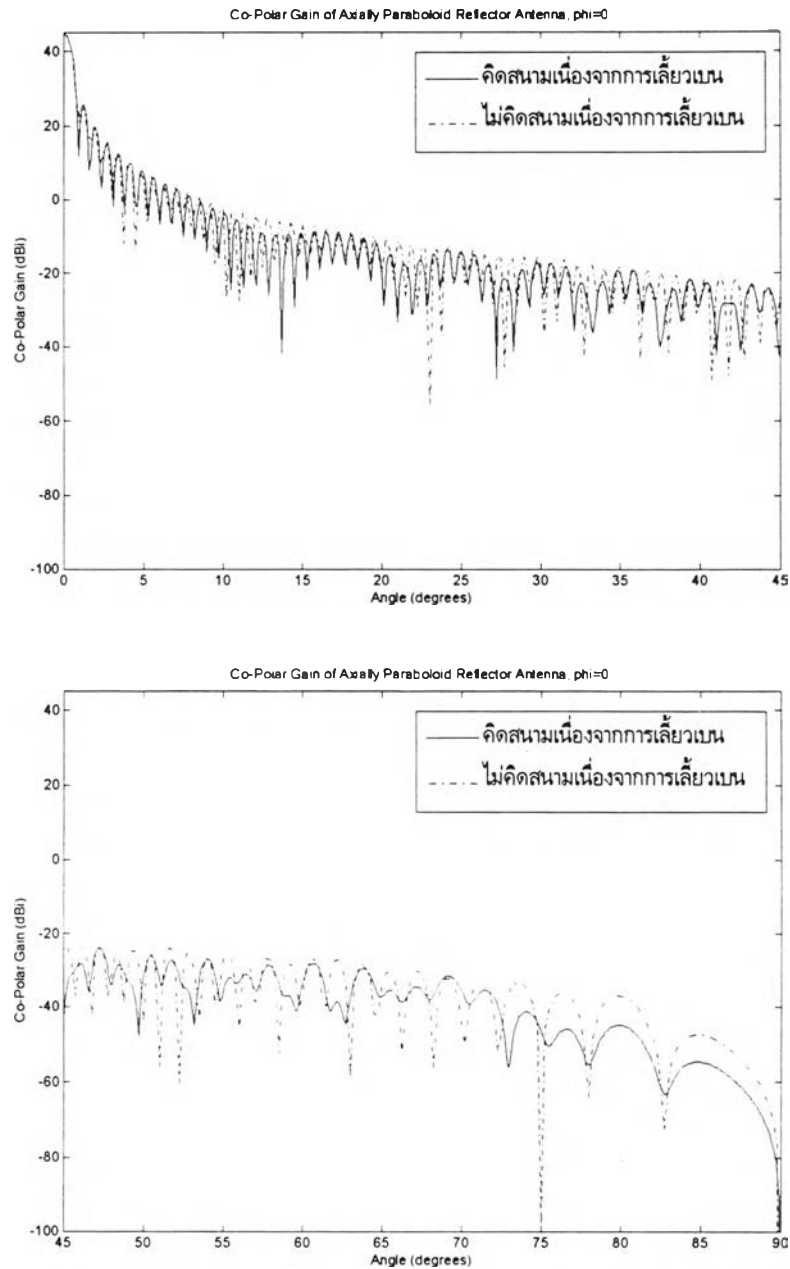 Co-Polar Gain of Axially Paraboloid Reflector Antenna, phi=0
40
20
0
-20
-40
-60
-80
-100
Co-Polar Gain (dBi)
คิดสนามเนื่องจากการเลี้ยวเบน
ไม่คิดสนามเนื่องจากการเลี้ยวเบน
0 5 10 15 20 25 30 35 40 45
Angle (degrees)
Co-Polar Gain of Axially Paraboloid Reflector Antenna, phi=0
40
20
0
-20
-40
-60
-80
-100
Co-Polar Gain (dBi)
คิดสนามเนื่องจากการเลี้ยวเบน
ไม่คิดสนามเนื่องจากการเลี้ยวเบน
45 50 55 60 65 70 75 80 85 90
Angle (degrees)